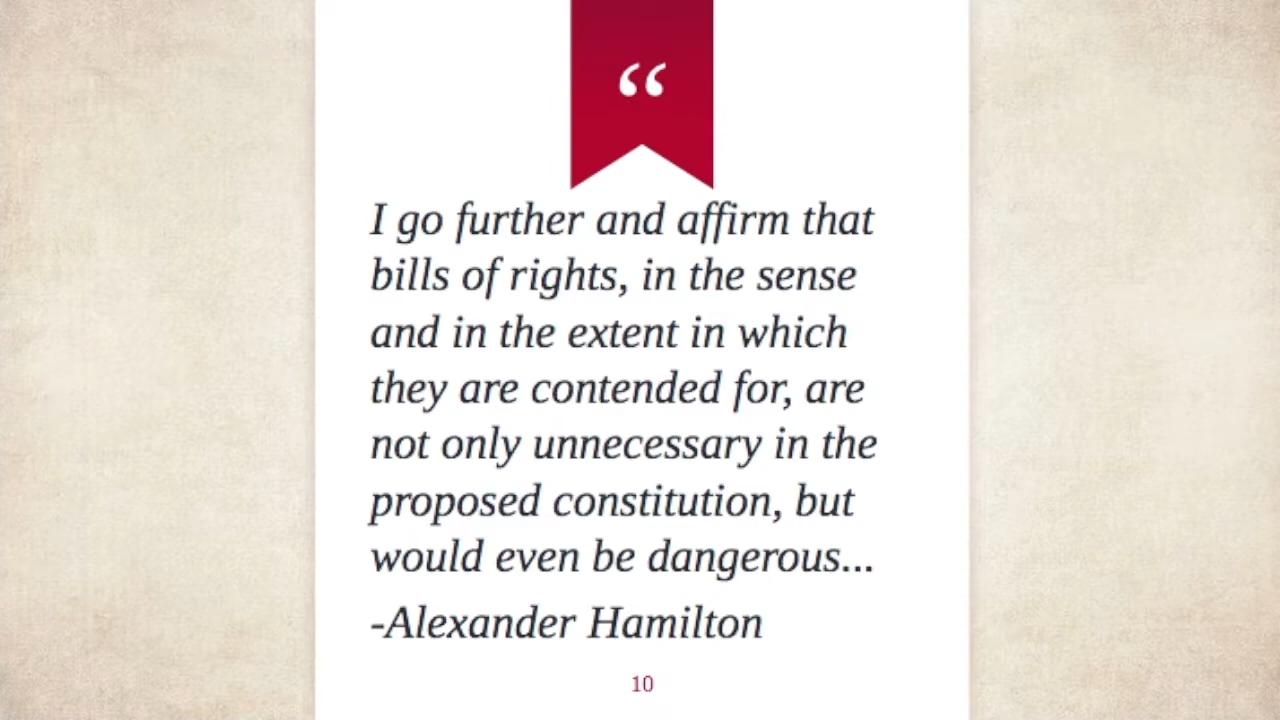 “
I go further and affirm that
bills of rights, in the sense
and in the extent in which
they are contended for, are
not only unnecessary in the
proposed constitution, but
would even be dangerous...
-Alexander Hamilton
10